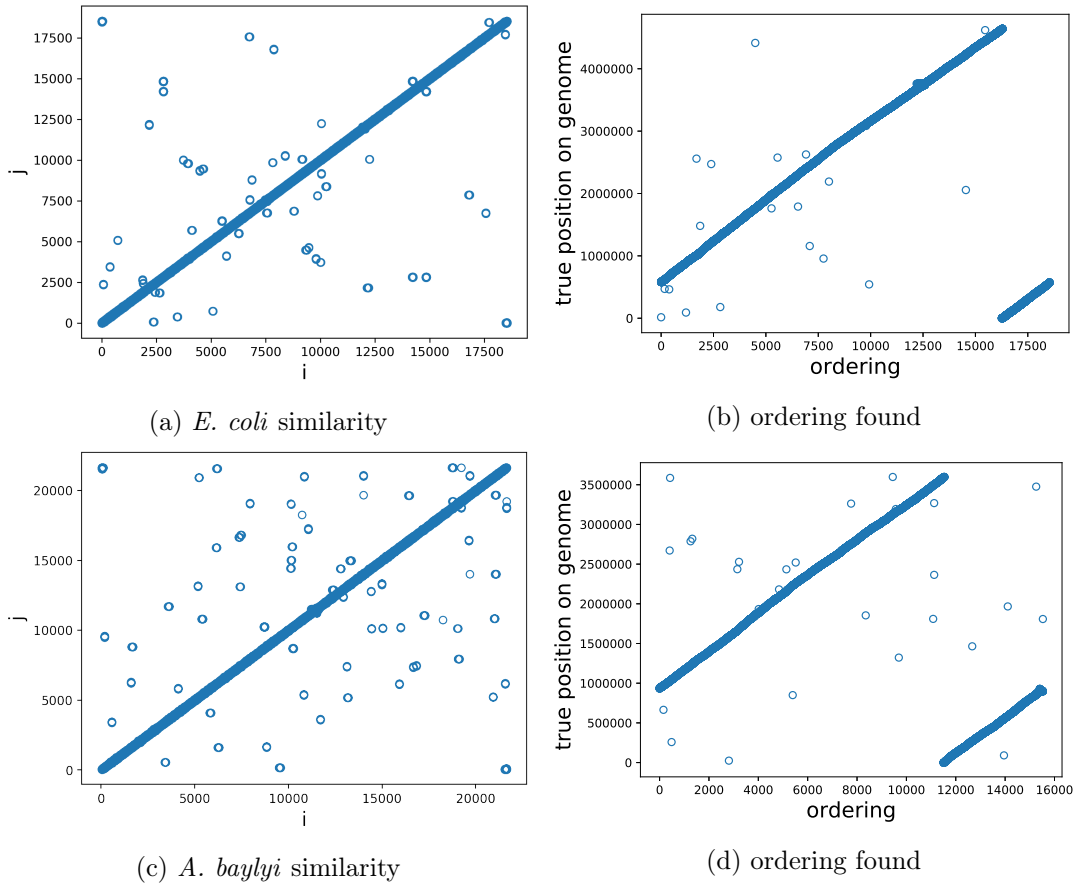 17500
15000
12500
10000
7500
5000
2500
0
j
0 2500 5000 7500 10000 12500 15000 17500
i
(a) E. coli similarity
4000000
3000000
2000000
1000000
0
true position on genome
0 2500 5000 7500 10000 12500 15000 17500
ordering
(b) ordering found
20000
15000
10000
5000
0
j
0 5000 10000 15000 20000
i
(c) A. baylyi similarity
3500000
3000000
2500000
2000000
1500000
1000000
500000
0
true position on genome
0 2000 4000 6000 8000 10000 12000 14000 16000
ordering
(d) ordering found